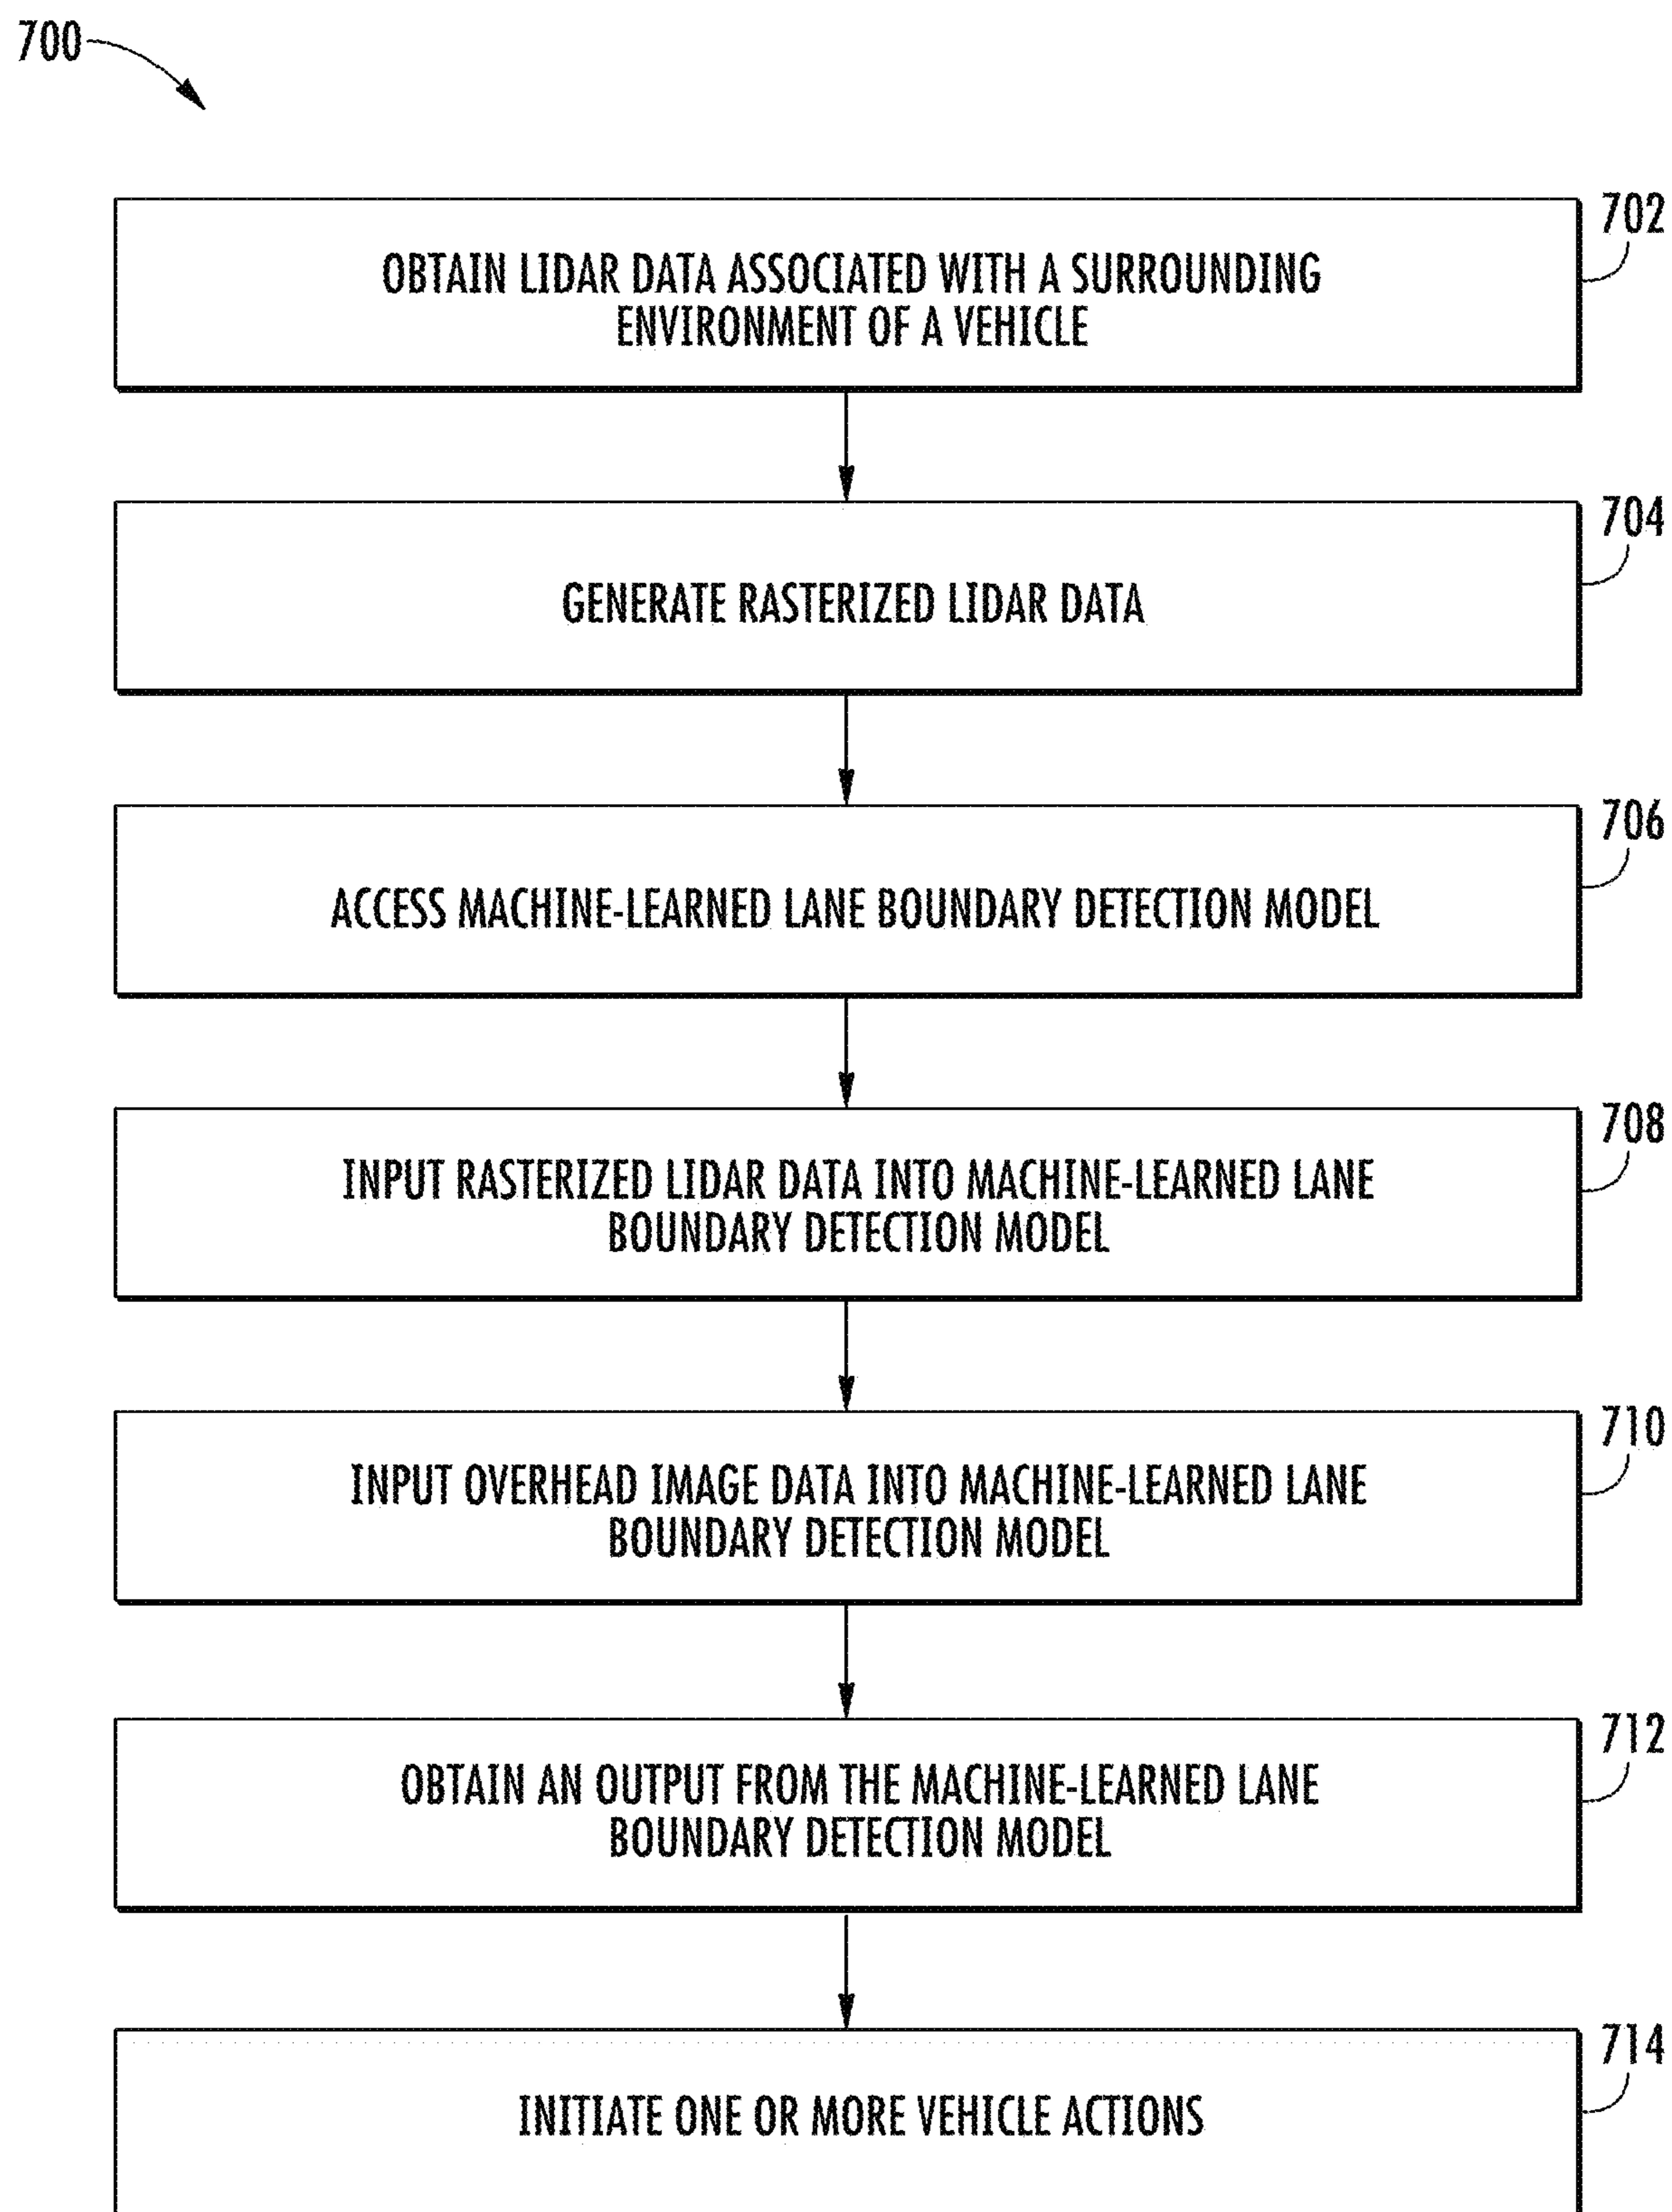 700
702
OBTAIN LIDAR DATA ASSOCIATED WITH A SURROUNDING
ENVIRONMENT OF A VEHICLE
704
GENERATE RASTERIZED LIDAR DATA
706
ACCESS MACHINE-LEARNED LANE BOUNDARY DETECTION MODEL
708
INPUT RASTERIZED LIDAR DATA INTO MACHINE-LEARNED LANE
BOUNDARY DETECTION MODEL
710
INPUT OVERHEAD IMAGE DATA INTO MACHINE-LEARNED LANE
BOUNDARY DETECTION MODEL
712
OBTAIN AN OUTPUT FROM THE MACHINE-LEARNED LANE
BOUNDARY DETECTION MODEL
714
INITIATE ONE OR MORE VEHICLE ACTIONS